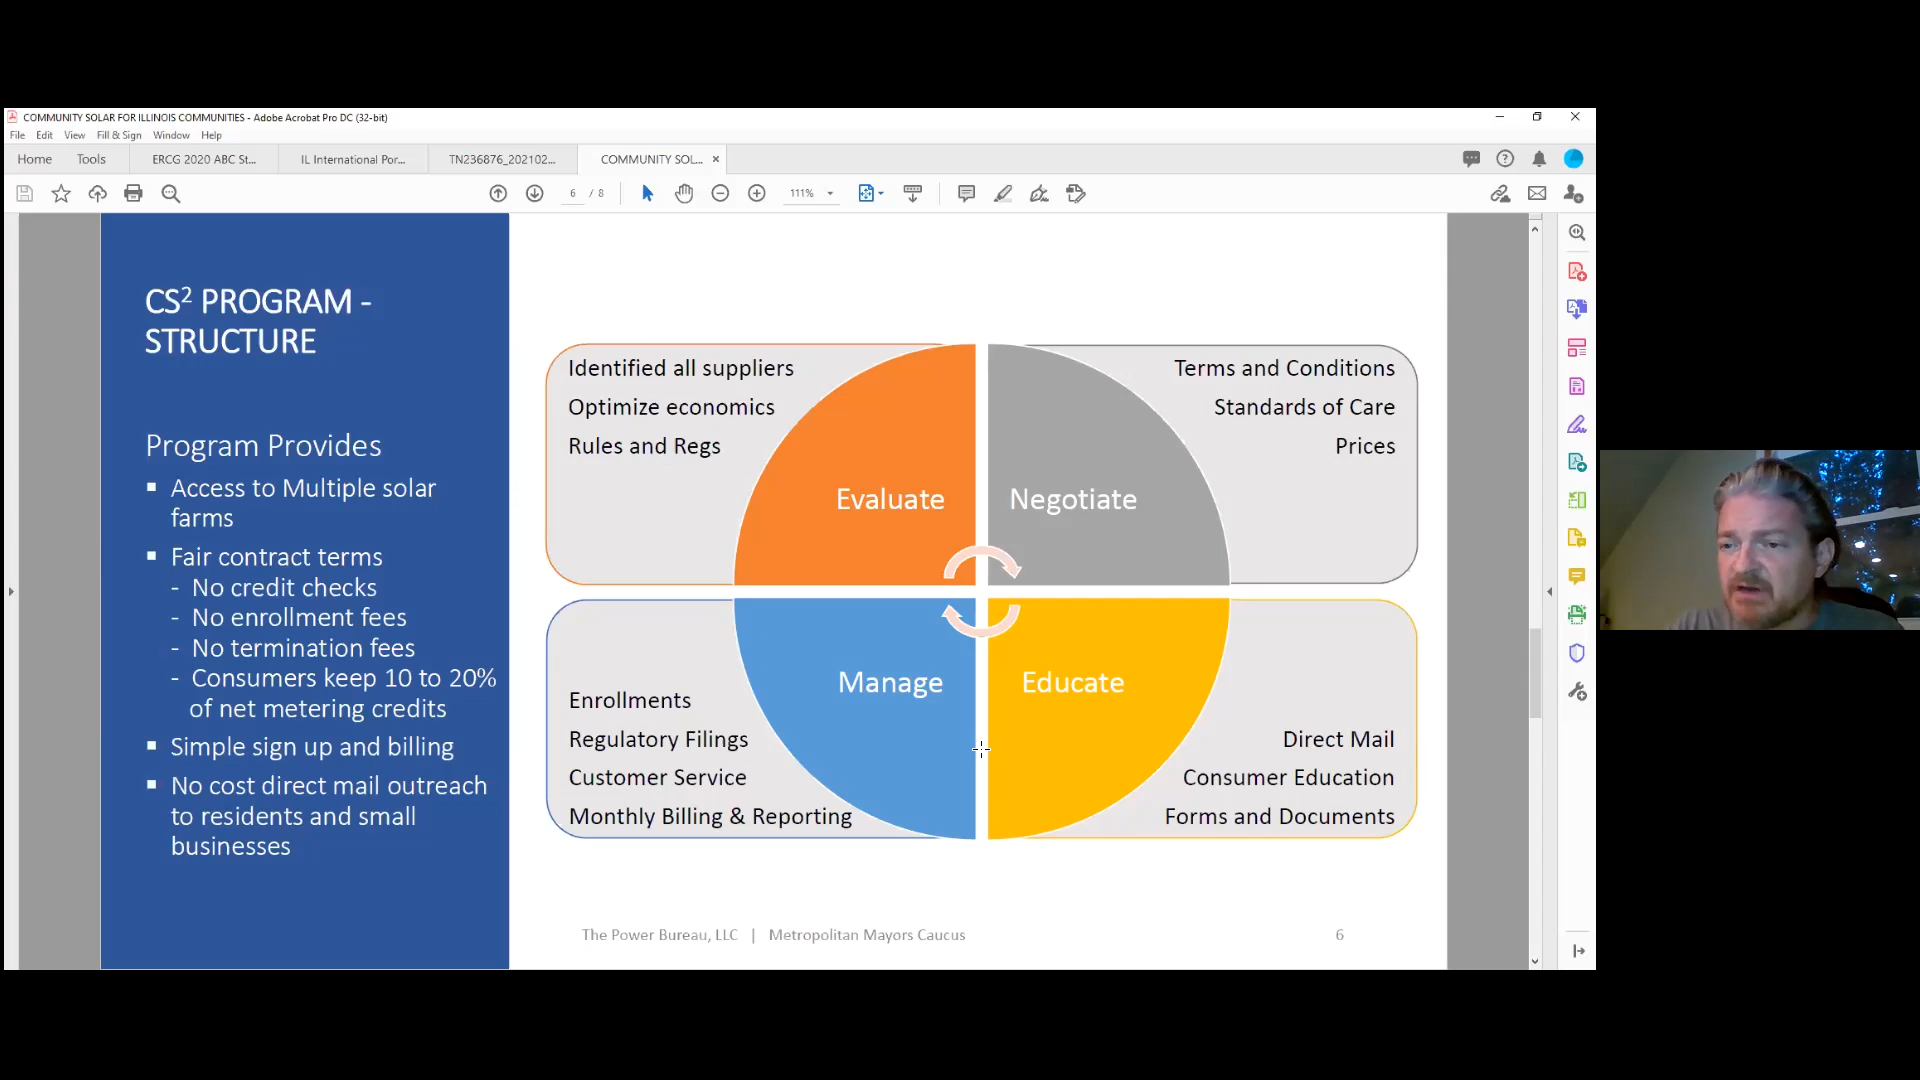 COMMUNITY SOLAR FOR ILLINOIS COMMUNITIES - Adobe Acrobat Pro DC (32-bit)
File Edit View Fill & Sign Window Help
Home Tools ERCG 2020 ABC St... IL International Por... TN236876_202102... COMMUNITY SOL... ×
6 / 8 111%
CS² PROGRAM -
STRUCTURE
Program Provides
▪ Access to Multiple solar
farms
▪ Fair contract terms
- No credit checks
- No enrollment fees
- No termination fees
- Consumers keep 10 to 20%
of net metering credits
▪ Simple sign up and billing
▪ No cost direct mail outreach
to residents and small
businesses
Identified all suppliers
Optimize economics
Rules and Regs
Evaluate
Terms and Conditions
Standards of Care
Prices
Negotiate
Manage
Enrollments
Regulatory Filings
Customer Service
Monthly Billing & Reporting
Educate
Direct Mail
Consumer Education
Forms and Documents
The Power Bureau, LLC | Metropolitan Mayors Caucus 6